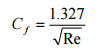 C_f = 1.327 / √Re